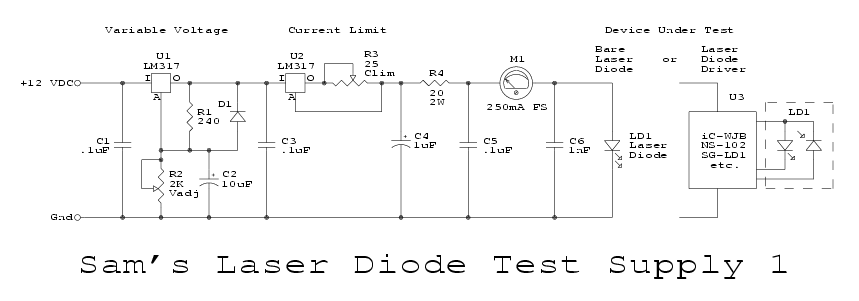 Variable Voltage
Current Limit
Device Under Test
Bare
Laser
Diode
or
Laser
Diode
Driver
U1
LM317
I
O
A
U2
LM317
I
O
A
R3
25
Clim
R4
20
2W
M1
250mA FS
+12 VDC
U3
R1
240
D1
C1
.1uF
C3
.1uF
C4
+
1uF
C5
.1uF
C6
1nF
LD1
Laser
Diode
iC-WJB
NS-102
SG-LD1
etc.
LD1
R2
2K
Vadj
C2
+
10uF
Gnd
Sam's Laser Diode Test Supply 1